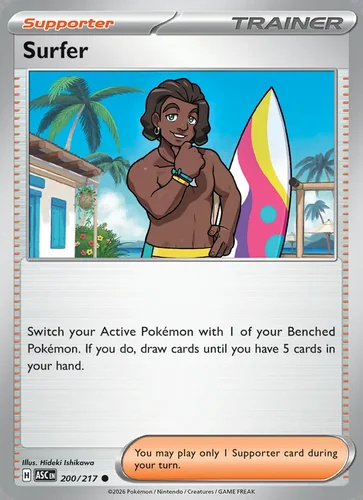 Supporter
TRAINER
Surfer
Switch your Active Pokémon with 1 of your Benched
Pokémon. If you do, draw cards until you have 5 cards in
your hand.
Illus. Hideki Ishikawa
H ASC EN 200/217
You may play only 1 Supporter card during
your turn.
©2026 Pokémon / Nintendo / Creatures / GAME FREAK